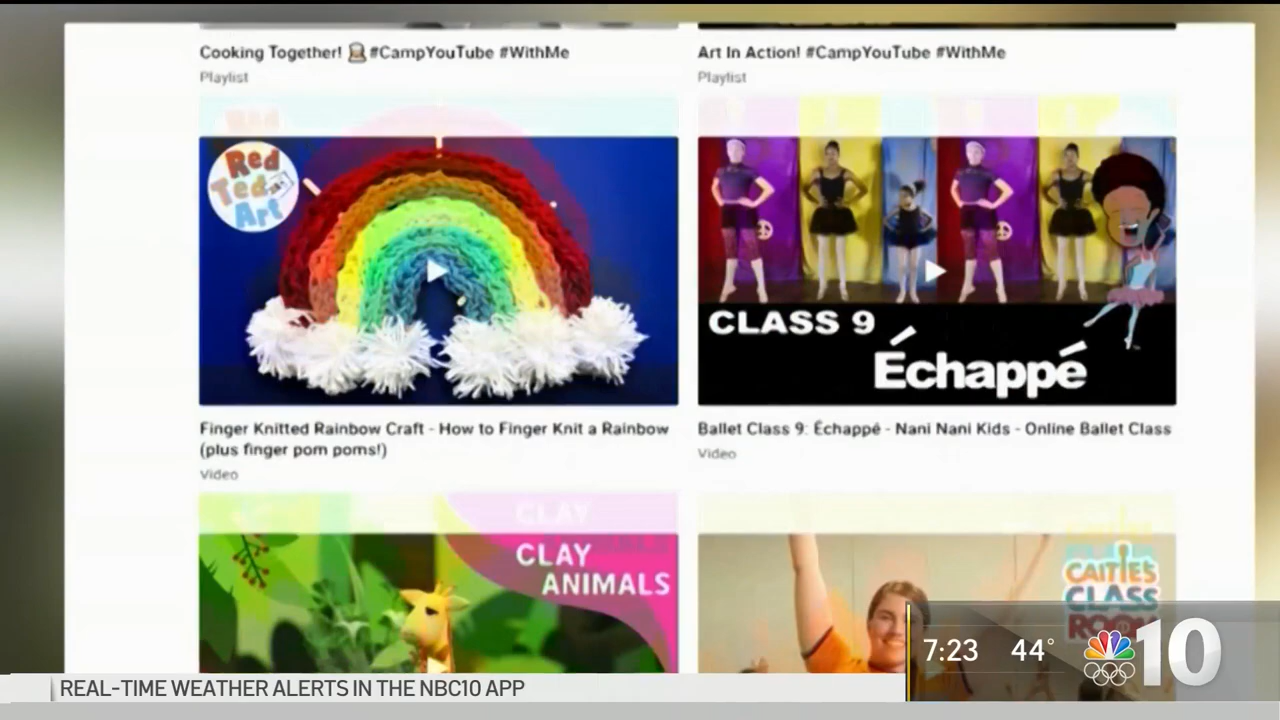 Cooking Together! #CampYouTube #WithMe
Playlist
Art In Action! #CampYouTube #WithMe
Playlist
Red
Ted
Art
CLASS 9
Échappé
Finger Knitted Rainbow Craft - How to Finger Knit a Rainbow
(plus finger pom poms!)
Video
Ballet Class 9: Échappé - Nani Nani Kids - Online Ballet Class
Video
CLAY
CLAY
ANIMALS
CAITIE'S
CLASS
ROOM
7:23 44° 10
REAL-TIME WEATHER ALERTS IN THE NBC10 APP